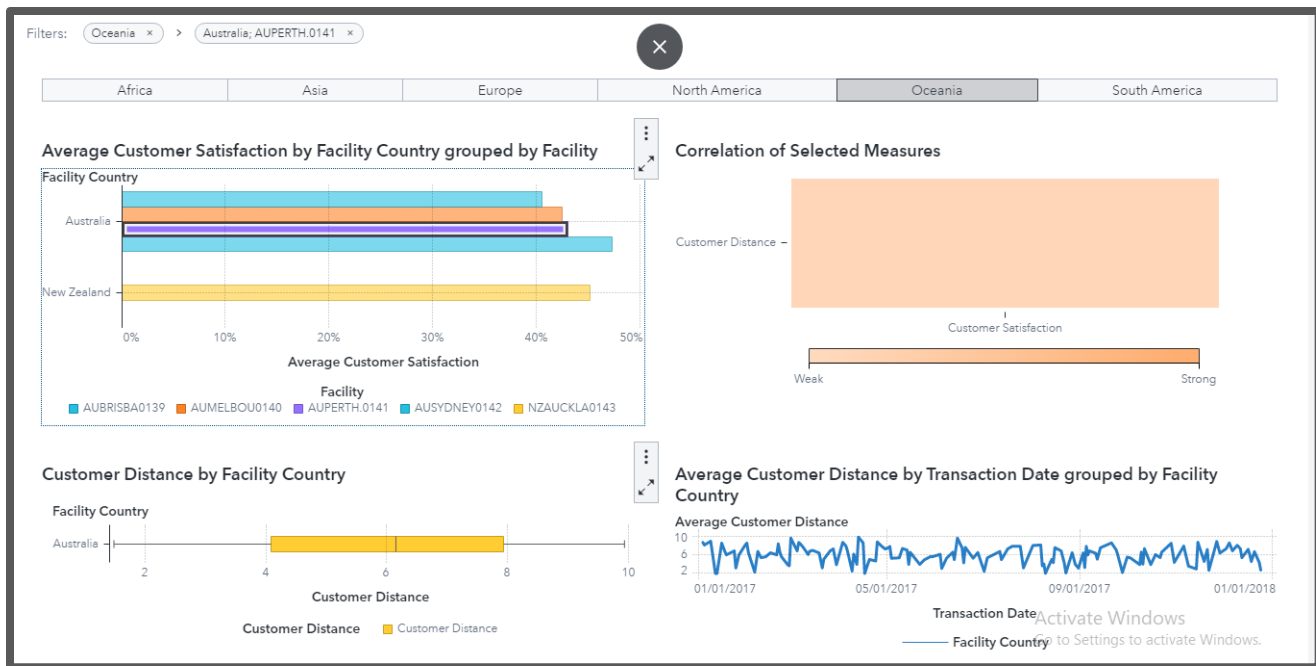 Filters: Oceania × > Australia; AUPERTH.0141 ×
Africa Asia Europe North America Oceania South America
Average Customer Satisfaction by Facility Country grouped by Facility
Facility Country
Australia
New Zealand
0% 10% 20% 30% 40% 50%
Average Customer Satisfaction
Facility
AUBRISBA0139 AUMELBOU0140 AUPERTH.0141 AUSYDNEY0142 NZAUCKLA0143
Correlation of Selected Measures
Customer Distance
Customer Satisfaction
Weak Strong
Customer Distance by Facility Country
Facility Country
Australia
2 4 6 8 10
Customer Distance
Customer Distance Customer Distance
Average Customer Distance by Transaction Date grouped by Facility
Country
Average Customer Distance
10
6
2
01/01/2017 05/01/2017 09/01/2017 01/01/2018
Transaction Date
Facility Country
Activate Windows
Go to Settings to activate Windows.